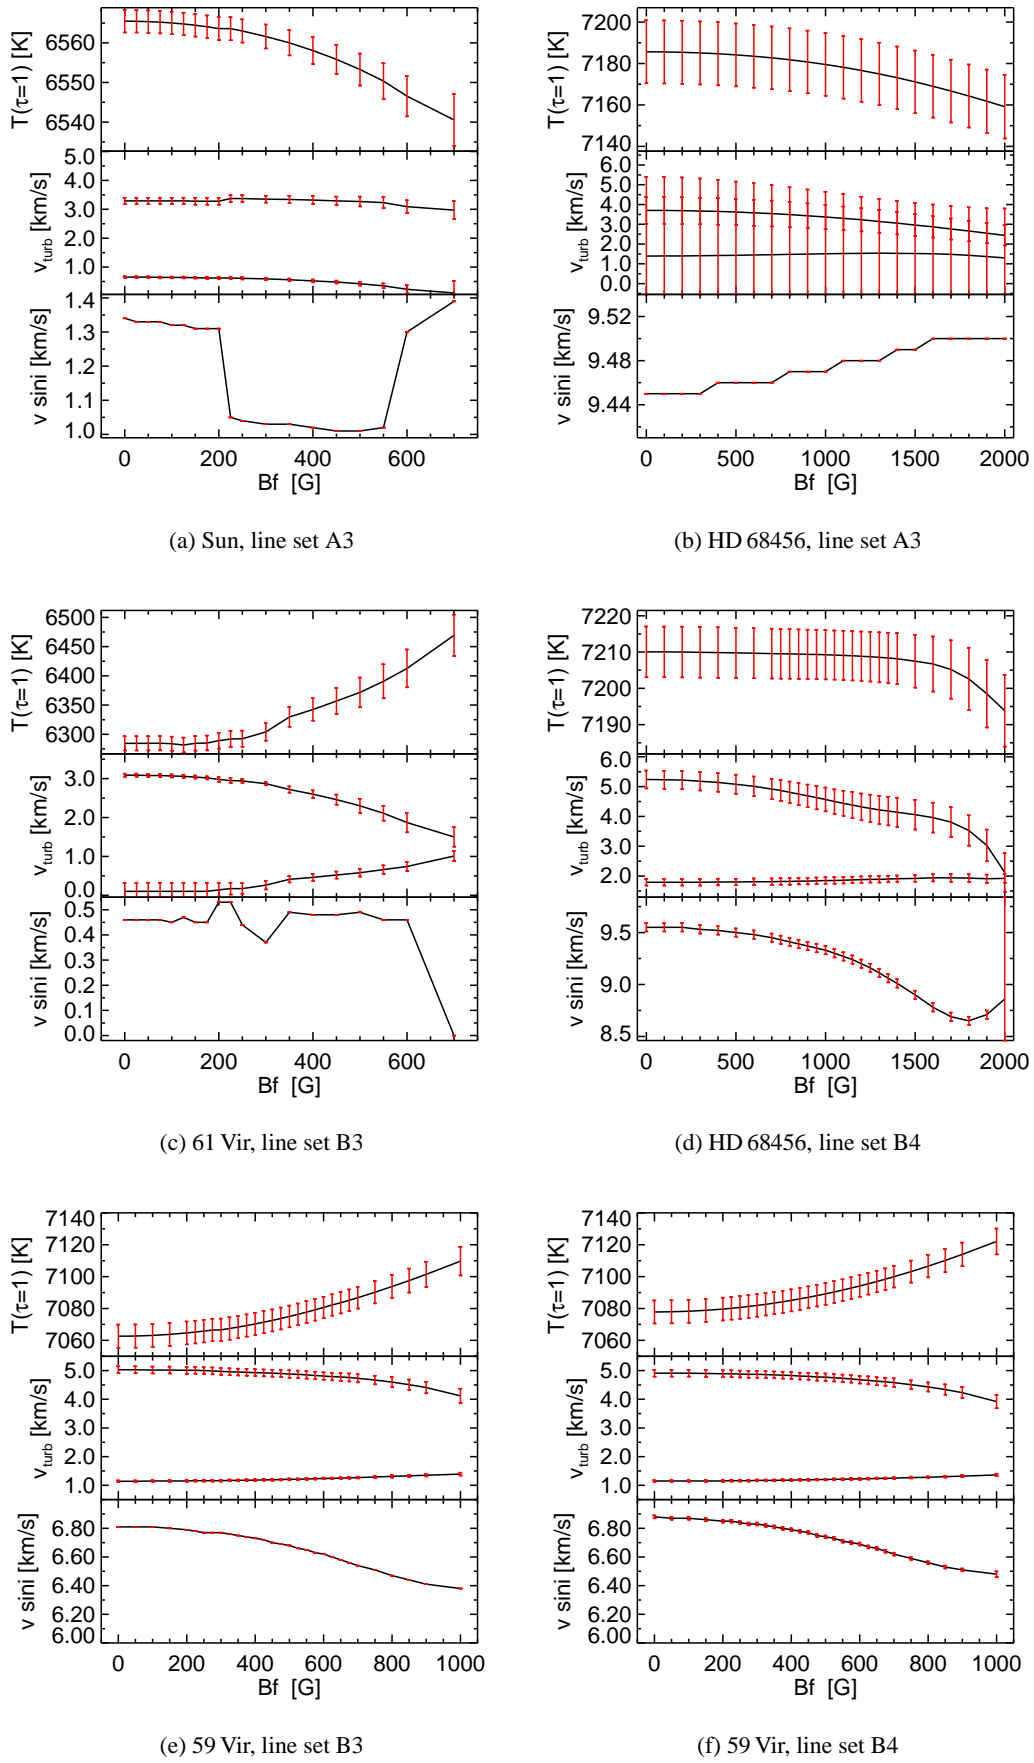 6560
6550
6540
T(τ=1) [K]
5.0
4.0
3.0
2.0
1.0
v turb [km/s]
1.4
1.3
1.2
1.1
1.0
v sini [km/s]
0 200 400 600
Bf [G]
(a) Sun, line set A3
7200
7180
7160
7140
T(τ=1) [K]
6.0
5.0
4.0
3.0
2.0
1.0
0.0
v turb [km/s]
9.52
9.48
9.44
v sini [km/s]
0 500 1000 1500 2000
Bf [G]
(b) HD 68456, line set A3
6500
6450
6400
6350
6300
T(τ=1) [K]
3.0
2.0
1.0
0.0
v turb [km/s]
0.5
0.4
0.3
0.2
0.1
0.0
v sini [km/s]
0 200 400 600
Bf [G]
(c) 61 Vir, line set B3
7220
7210
7200
7190
T(τ=1) [K]
6.0
5.0
4.0
3.0
2.0
v turb [km/s]
9.5
9.0
8.5
v sini [km/s]
0 500 1000 1500 2000
Bf [G]
(d) HD 68456, line set B4
7140
7120
7100
7080
7060
T(τ=1) [K]
5.0
4.0
3.0
2.0
1.0
v turb [km/s]
6.80
6.60
6.40
6.20
6.00
v sini [km/s]
0 200 400 600 800 1000
Bf [G]
(e) 59 Vir, line set B3
7140
7120
7100
7080
7060
T(τ=1) [K]
5.0
4.0
3.0
2.0
1.0
v turb [km/s]
6.80
6.60
6.40
6.20
6.00
v sini [km/s]
0 200 400 600 800 1000
Bf [G]
(f) 59 Vir, line set B4